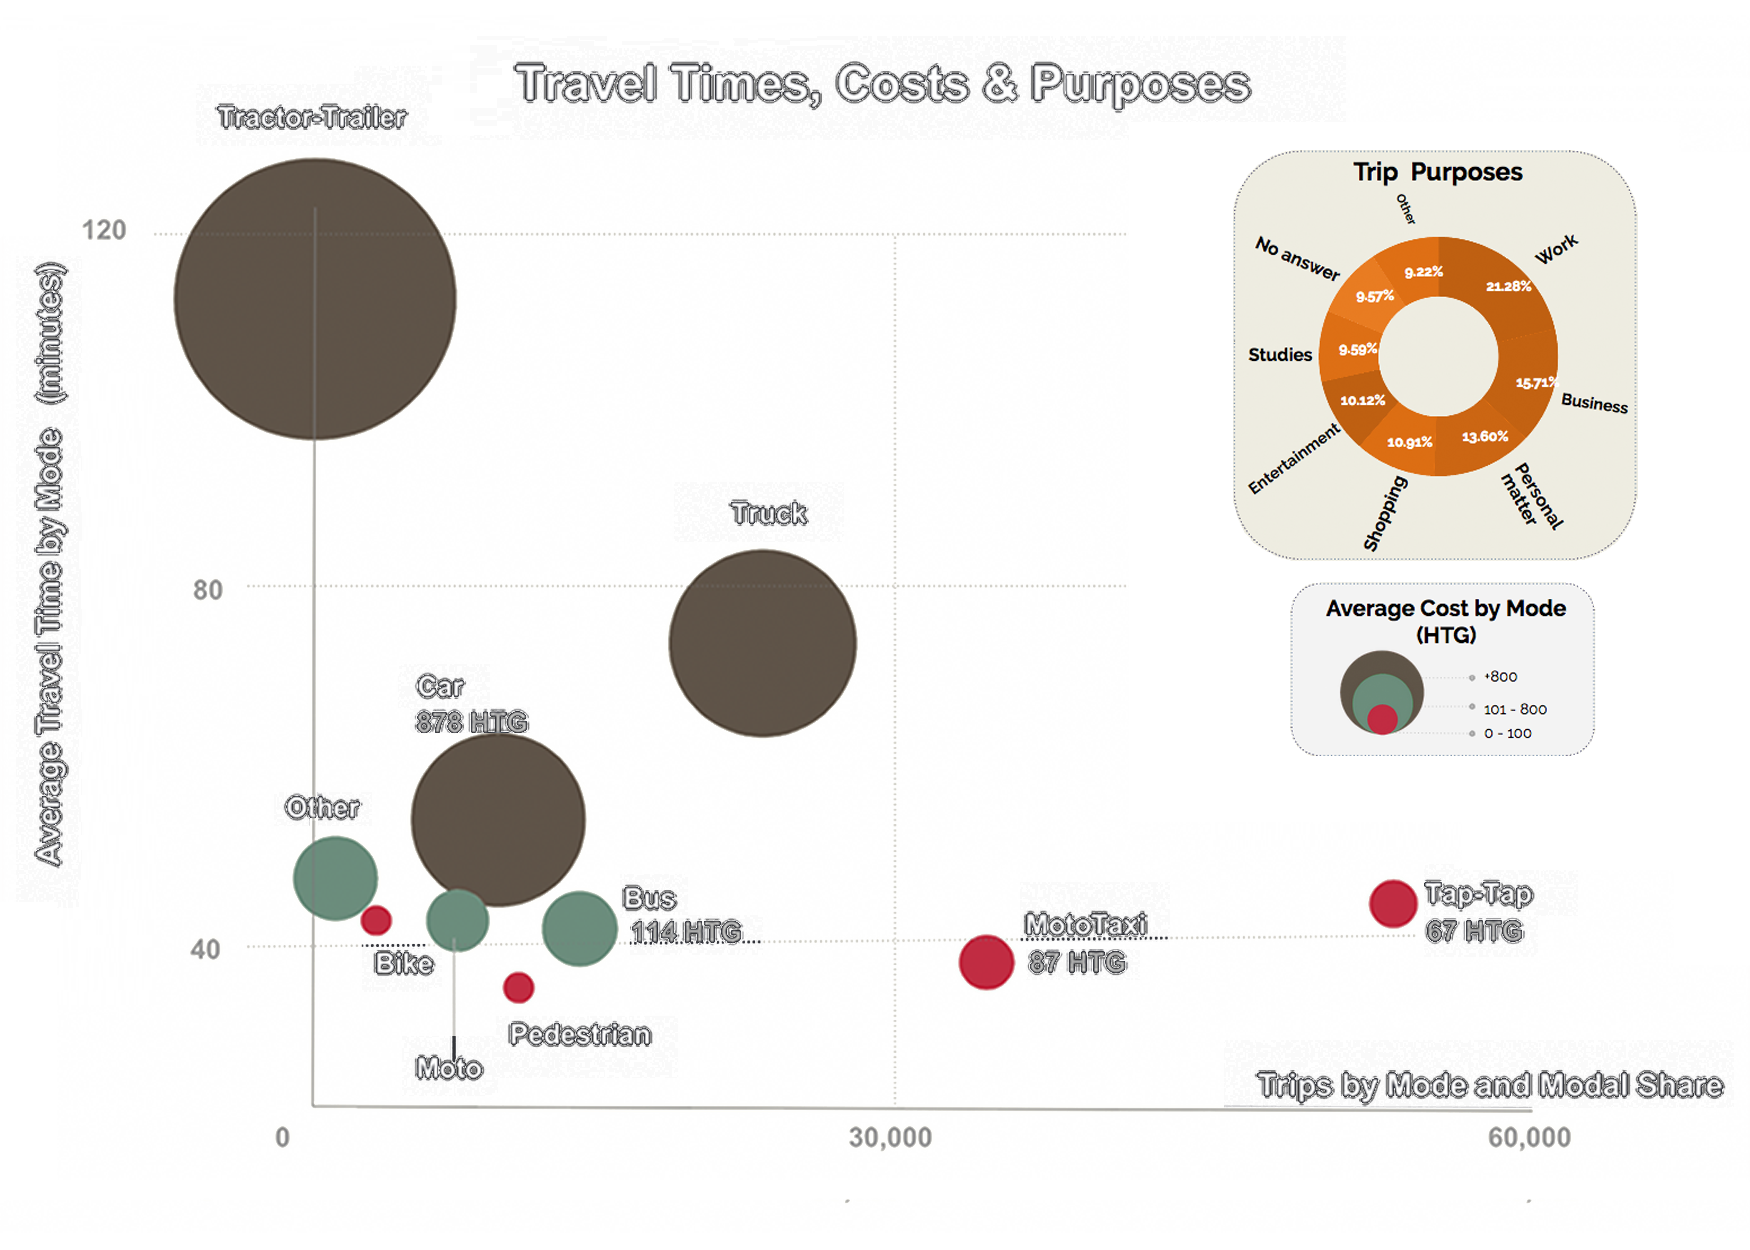 Travel Times, Costs & Purposes
Tractor-Trailer
120
80
40
Average Travel Time by Mode (minutes)
Truck
Car
878 HTG
Other
Bike
Moto
Pedestrian
Bus
114 HTG
MotoTaxi
87 HTG
Tap-Tap
67 HTG
Trips by Mode and Modal Share
0
30,000
60,000
Trip Purposes
Other
9.22%
Work
21.28%
Business
15.71%
Personal
matter
13.60%
Shopping
10.91%
Entertainment
10.12%
Studies
9.59%
No answer
9.57%
Average Cost by Mode
(HTG)
+800
101 - 800
0 - 100